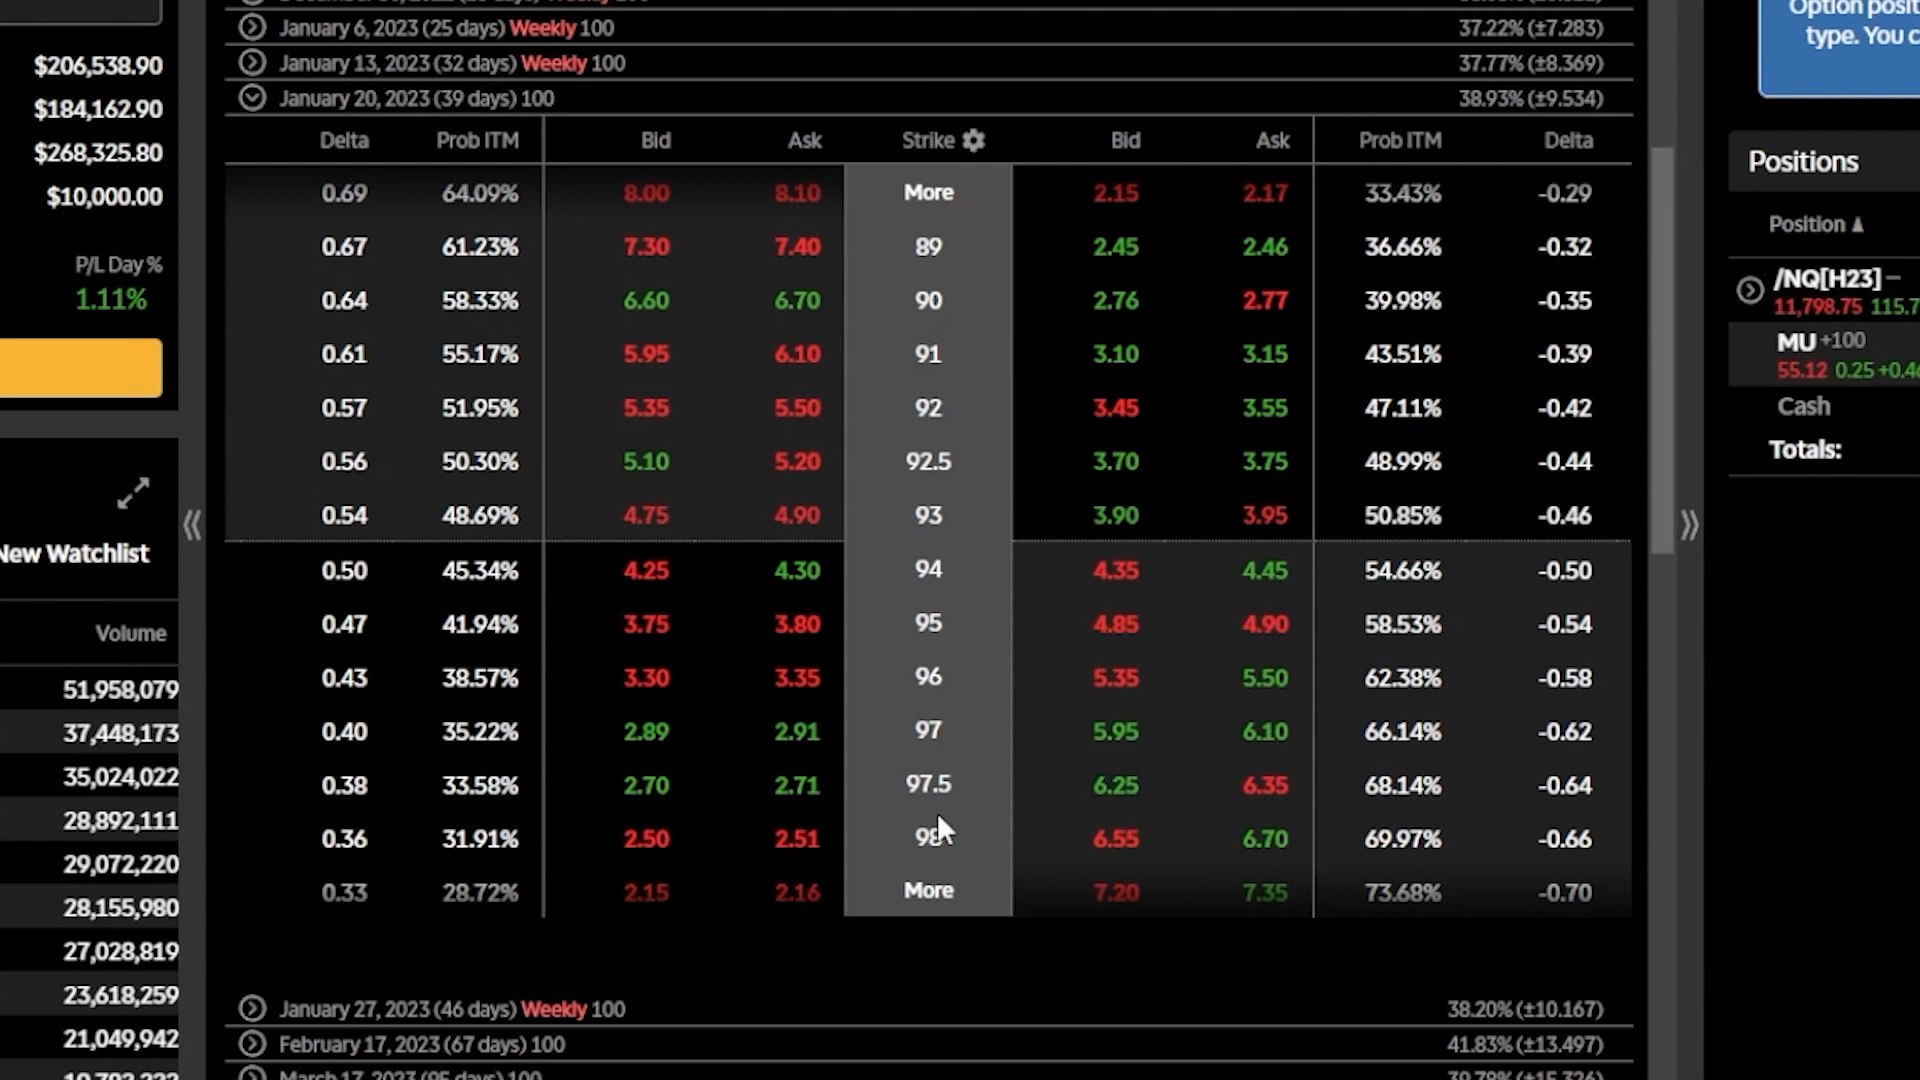 January 6, 2023 (25 days) Weekly 100 37.22% (±7.283)
January 13, 2023 (32 days) Weekly 100 37.77% (±8.369)
January 20, 2023 (39 days) 100 38.93% (±9.534)
Delta Prob ITM Bid Ask Strike Bid Ask Prob ITM Delta
0.69 64.09% 8.00 8.10 More 2.15 2.17 33.43% -0.29
0.67 61.23% 7.30 7.40 89 2.45 2.46 36.66% -0.32
0.64 58.33% 6.60 6.70 90 2.76 2.77 39.98% -0.35
0.61 55.17% 5.95 6.10 91 3.10 3.15 43.51% -0.39
0.57 51.95% 5.35 5.50 92 3.45 3.55 47.11% -0.42
0.56 50.30% 5.10 5.20 92.5 3.70 3.75 48.99% -0.44
0.54 48.69% 4.75 4.90 93 3.90 3.95 50.85% -0.46
0.50 45.34% 4.25 4.30 94 4.35 4.45 54.66% -0.50
0.47 41.94% 3.75 3.80 95 4.85 4.90 58.53% -0.54
0.43 38.57% 3.30 3.35 96 5.35 5.50 62.38% -0.58
0.40 35.22% 2.89 2.91 97 5.95 6.10 66.14% -0.62
0.38 33.58% 2.70 2.71 97.5 6.25 6.35 68.14% -0.64
0.36 31.91% 2.50 2.51 98 6.55 6.70 69.97% -0.66
0.33 28.72% 2.15 2.16 More 7.20 7.35 73.68% -0.70
January 27, 2023 (46 days) Weekly 100 38.20% (±10.167)
February 17, 2023 (67 days) 100 41.83% (±13.497)
March 17, 2023 (95 days) 100 39.78% (±15.326)
$206,538.90
$184,162.90
$268,325.80
$10,000.00
P/L Day %
1.11%
New Watchlist
Volume
51,958,079
37,448,173
35,024,022
28,892,111
29,072,220
28,155,980
27,028,819
23,618,259
21,049,942
Option posit
type. You c
Positions
Position
/NQ[H23] –
11,798.75 115.7
MU +100
55.12 0.25 +0.46
Cash
Totals: